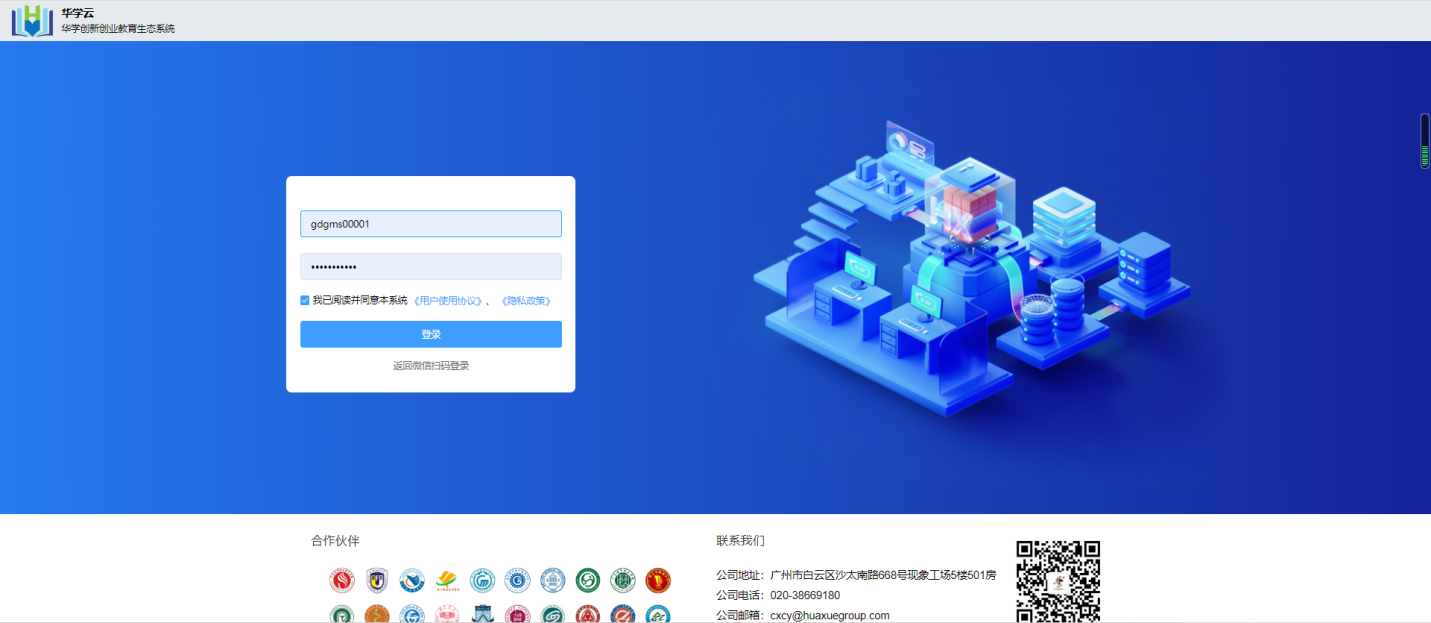 华学云
华学创新创业教育生态系统
gdgms00001
•••••••••••
我已阅读并同意本系统 《用户使用协议》、 《隐私政策》
登录
返回微信扫码登录
合作伙伴
联系我们
公司地址：广州市白云区沙太南路668号现象工场5楼501房
公司电话：020-38669180
公司邮箱：cxcy@huaxuegroup.com